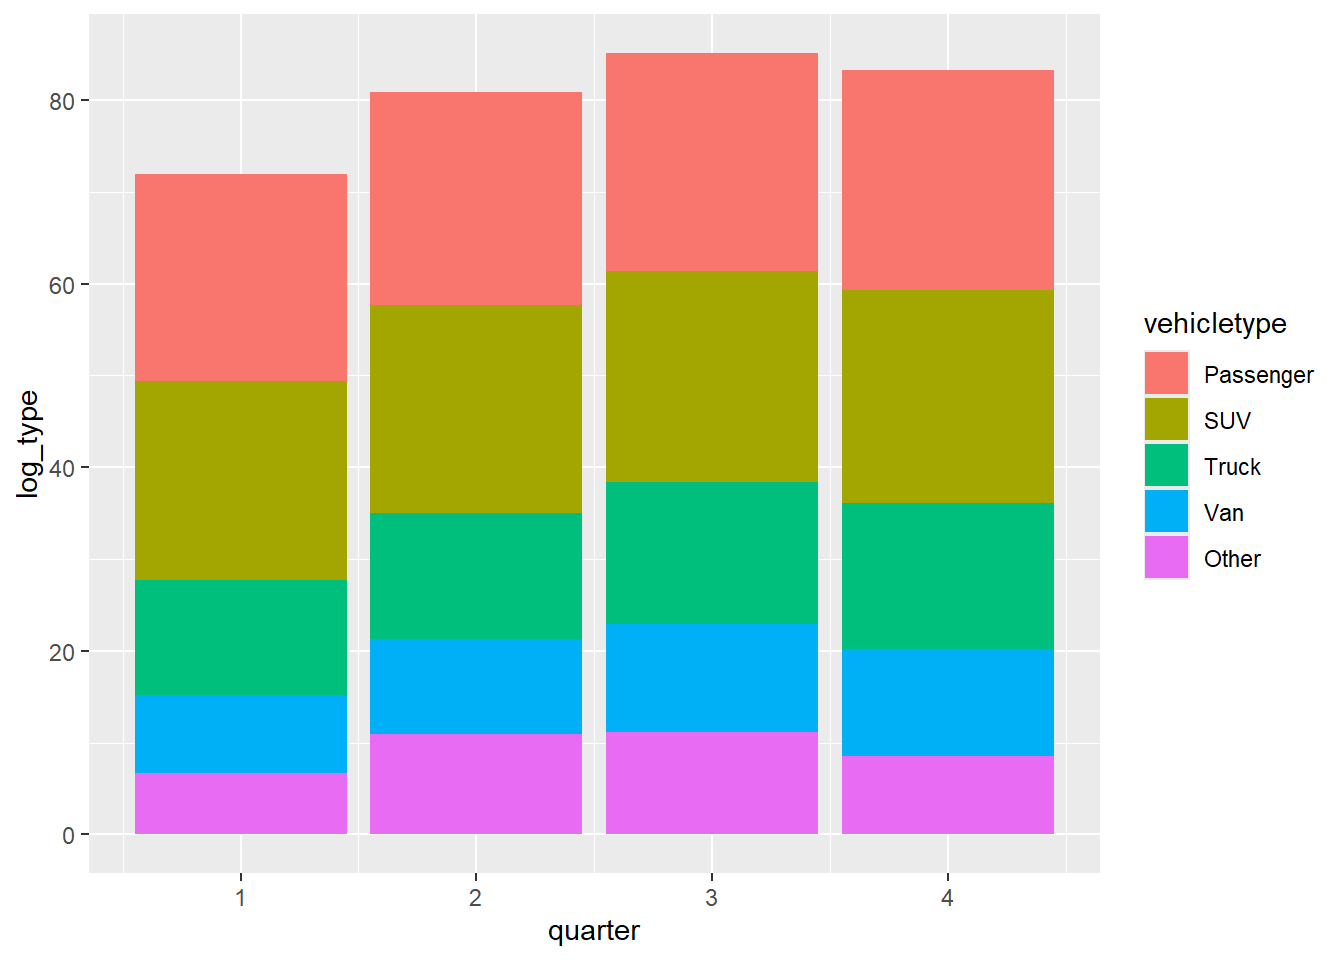 80
60
40
20
0
log_type
1 2 3 4
quarter
vehicletype
Passenger
SUV
Truck
Van
Other